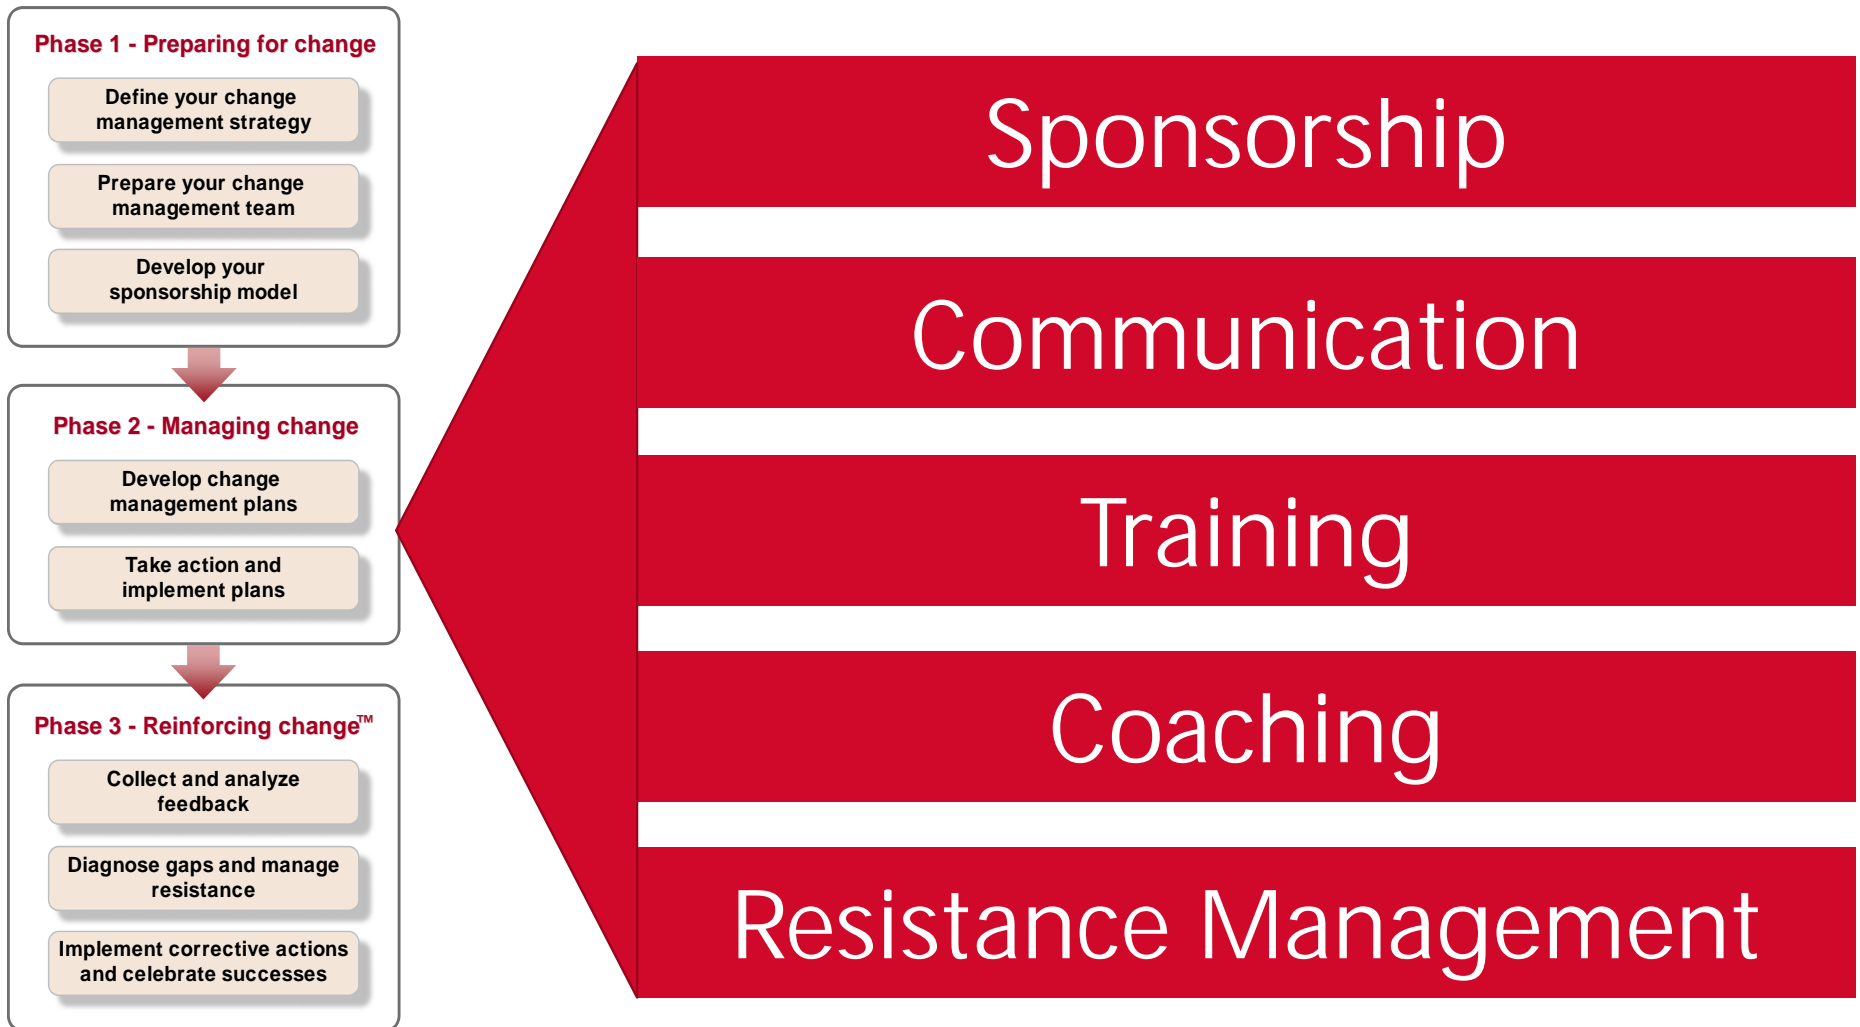 Phase 1 - Preparing for change
Define your change
management strategy
Prepare your change
management team
Develop your
sponsorship model
Phase 2 - Managing change
Develop change
management plans
Take action and
implement plans
Phase 3 - Reinforcing change™
Collect and analyze
feedback
Diagnose gaps and manage
resistance
Implement corrective actions
and celebrate successes
Sponsorship
Communication
Training
Coaching
Resistance Management